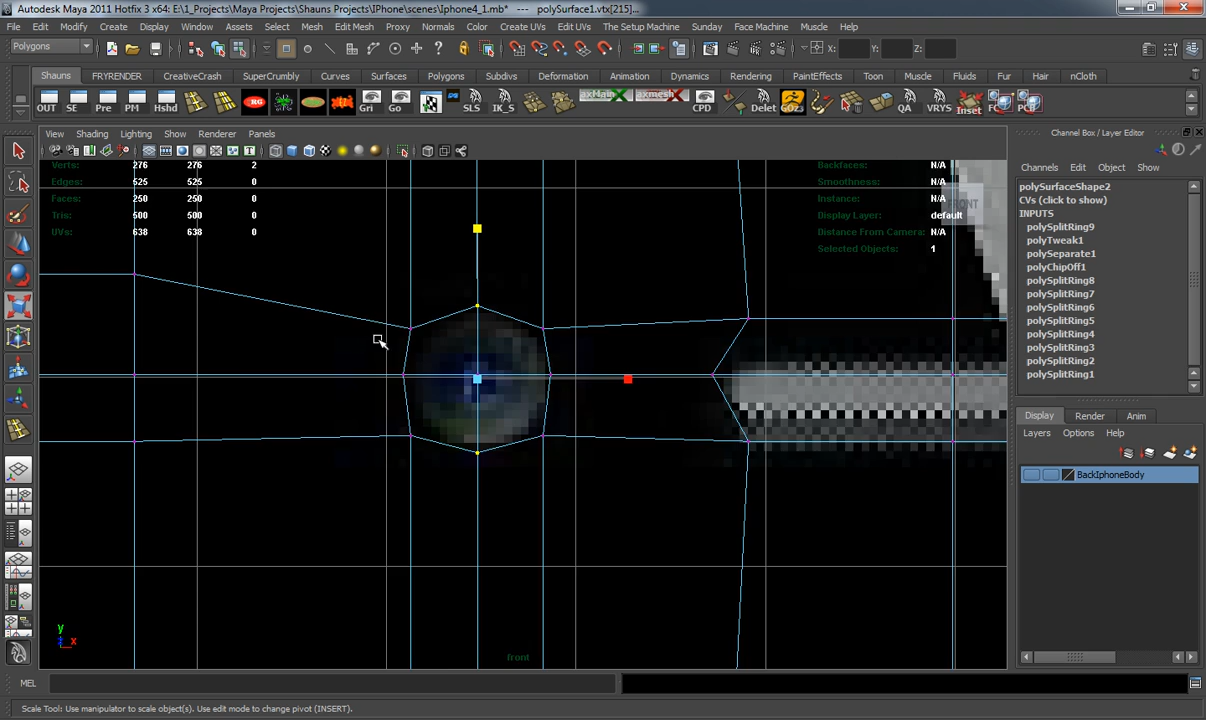 Autodesk Maya 2011 Hotfix 3 x64: E:\1_Projects\Maya Projects\Shauns Projects\IPhone\scenes\Iphone4_1.mb* --- polySurface1.vtx[215]...
File Edit Modify Create Display Window Assets Select Mesh Edit Mesh Proxy Normals Color Create UVs Edit UVs The Setup Machine Sunday Face Machine Muscle Help
Polygons X: Y: Z:
Shauns FRYRENDER CreativeCrash SuperCrumbly Curves Surfaces Polygons Subdivs Deformation Animation Dynamics Rendering PaintEffects Toon Muscle Fluids Fur Hair nCloth
OUT SE Pre PM Hshd Gri Go SLS IK_S CPD Delet GOZ3 QA VRYS Inset
View Shading Lighting Show Renderer Panels
Channel Box / Layer Editor
Channels Edit Object Show
Verts: 276 276 2
Edges: 525 525 0
Faces: 250 250 0
Tris: 500 500 0
UVs: 638 638 0
Backfaces: N/A
Smoothness: N/A
Instance: N/A
Display Layer: default
Distance From Camera: N/A
Selected Objects: 1
FRONT
polySurfaceShape2
CVs (click to show)
INPUTS
polySplitRing9
polyTweak1
polySeparate1
polyChipOff1
polySplitRing8
polySplitRing7
polySplitRing6
polySplitRing5
polySplitRing4
polySplitRing3
polySplitRing2
polySplitRing1
Display Render Anim
Layers Options Help
BackIphoneBody
y
z x
front
MEL
Scale Tool: Use manipulator to scale object(s). Use edit mode to change pivot (INSERT).